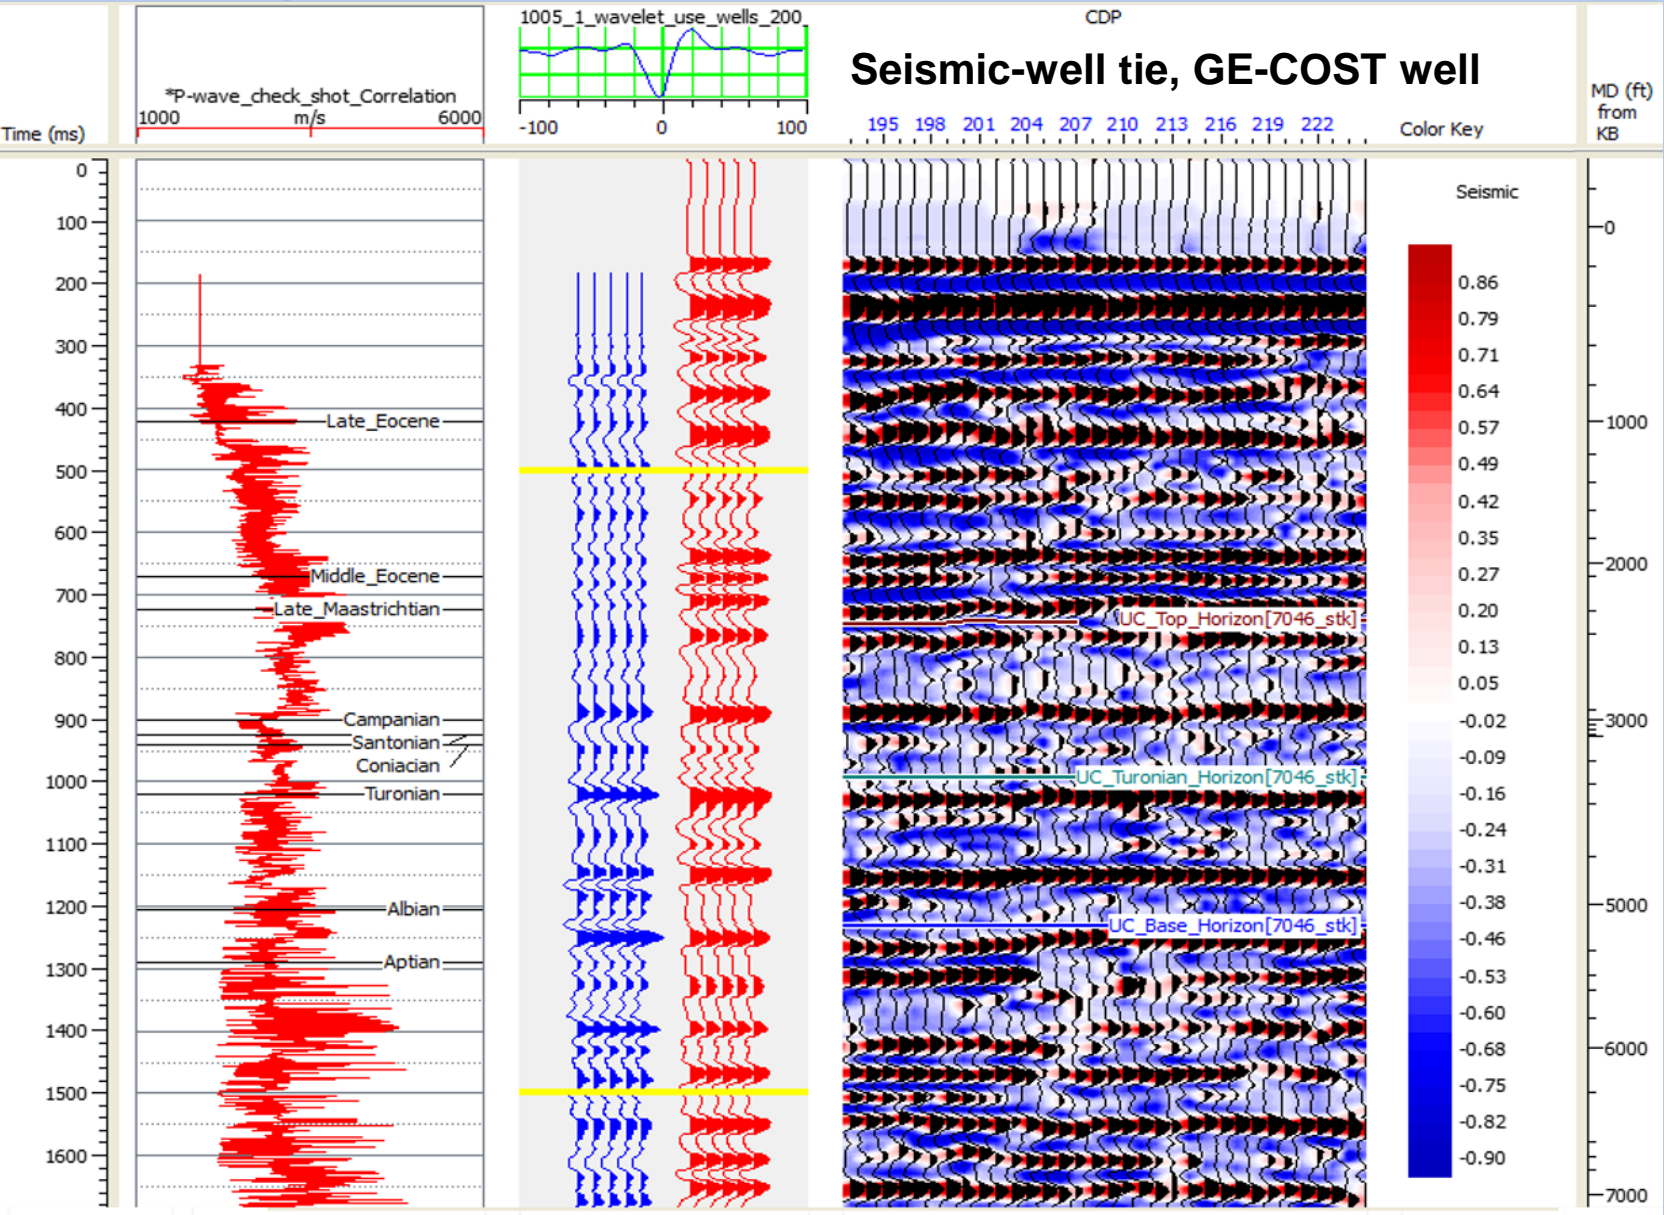 1005_1_wavelet_use_wells_200_
CDP
Seismic-well tie, GE-COST well
*P-wave_check_shot_Correlation
1000 m/s 6000
Time (ms)
-100 0 100
195 198 201 204 207 210 213 216 219 222
Color Key
MD (ft)
from
KB
0
100
200
300
400
500
600
700
800
900
1000
1100
1200
1300
1400
1500
1600
Late_Eocene
Middle_Eocene
Late_Maastrichtian
Campanian
Santonian
Coniacian
Turonian
Albian
Aptian
UC_Top_Horizon[7046_stk]
UC_Turonian_Horizon[7046_stk]
UC_Base_Horizon[7046_stk]
Seismic
0.86
0.79
0.71
0.64
0.57
0.49
0.42
0.35
0.27
0.20
0.13
0.05
-0.02
-0.09
-0.16
-0.24
-0.31
-0.38
-0.46
-0.53
-0.60
-0.68
-0.75
-0.82
-0.90
0
1000
2000
3000
5000
6000
7000